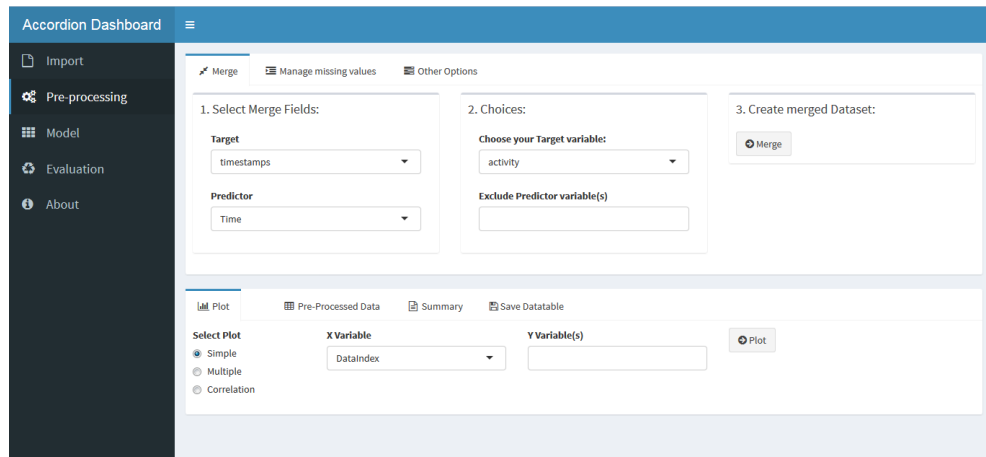 Accordion Dashboard
Import
Pre-processing
Model
Evaluation
About
Merge Manage missing values Other Options
1. Select Merge Fields:
Target
timestamps
Predictor
Time
2. Choices:
Choose your Target variable:
activity
Exclude Predictor variable(s)
3. Create merged Dataset:
Merge
Plot Pre-Processed Data Summary Save Datatable
Select Plot
Simple
Multiple
Correlation
X Variable
DataIndex
Y Variable(s)
Plot